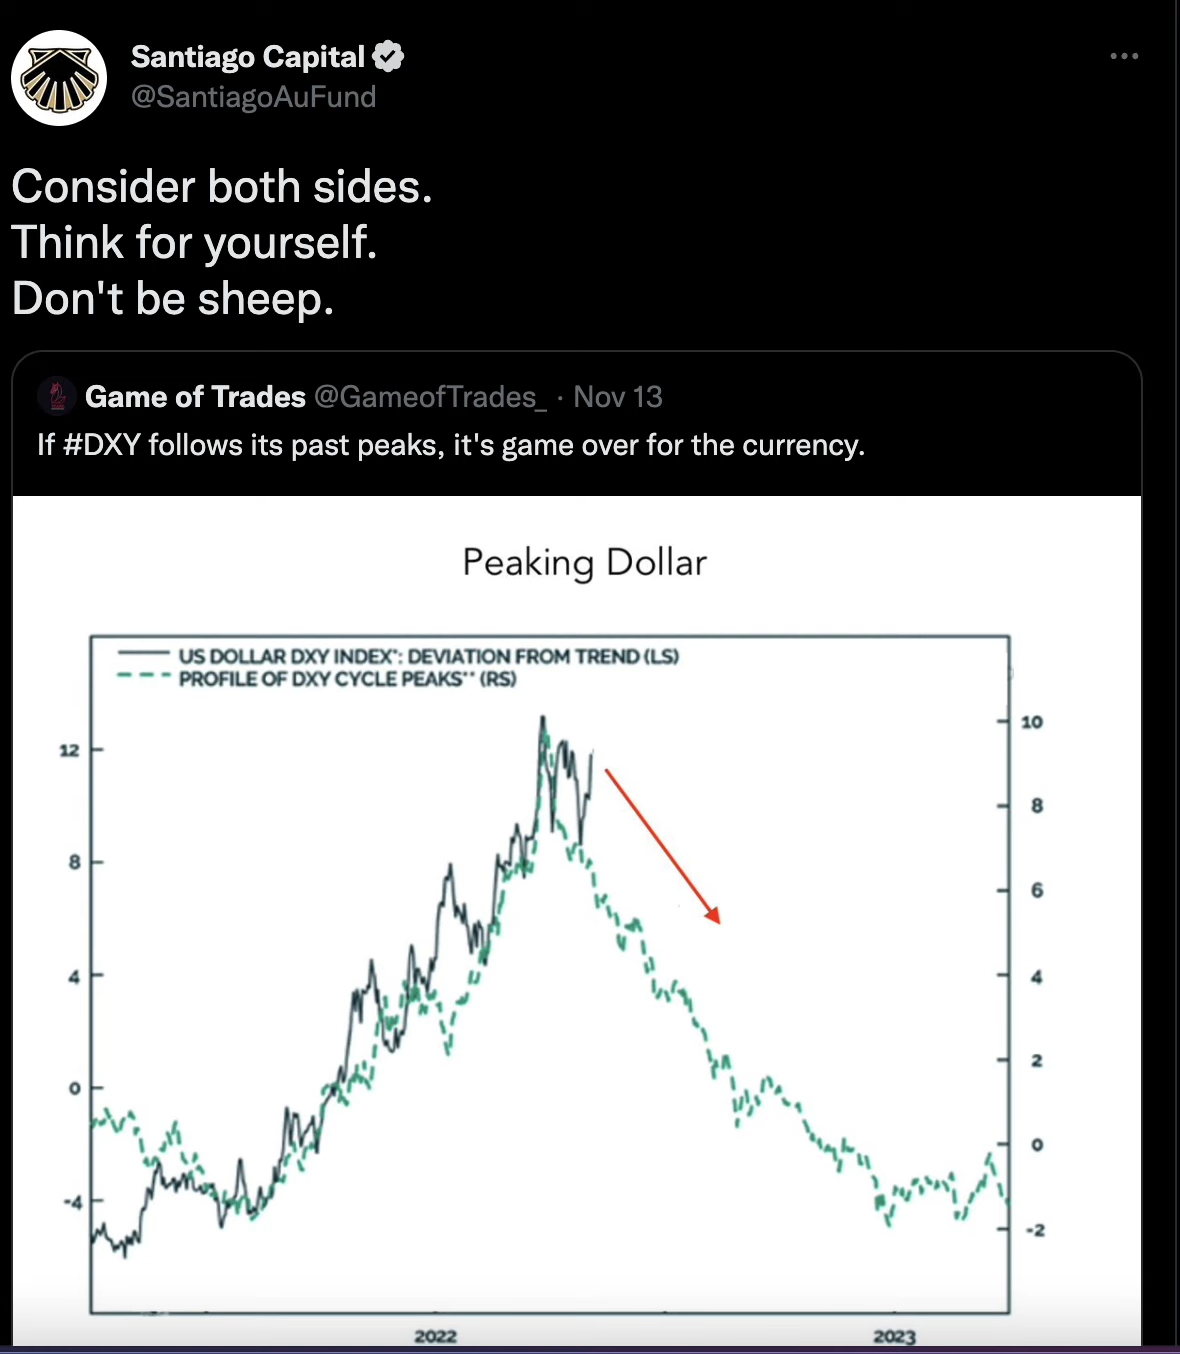 Santiago Capital
@SantiagoAuFund
Consider both sides.
Think for yourself.
Don't be sheep.
Game of Trades @GameofTrades_ · Nov 13
If #DXY follows its past peaks, it's game over for the currency.
Peaking Dollar
US DOLLAR DXY INDEX*: DEVIATION FROM TREND (LS)
PROFILE OF DXY CYCLE PEAKS** (RS)
12
8
4
0
-4
10
8
6
4
2
0
-2
2022
2023